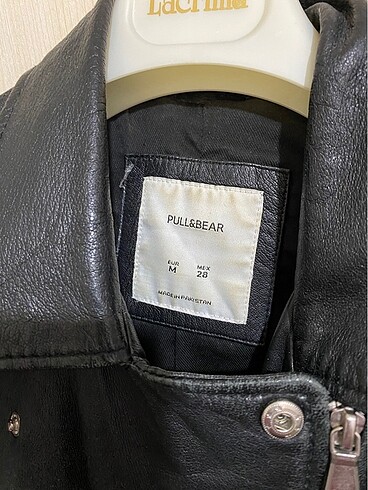 Lacrima
PULL&BEAR
EUR MEX
M 28
MADE IN PAKISTAN